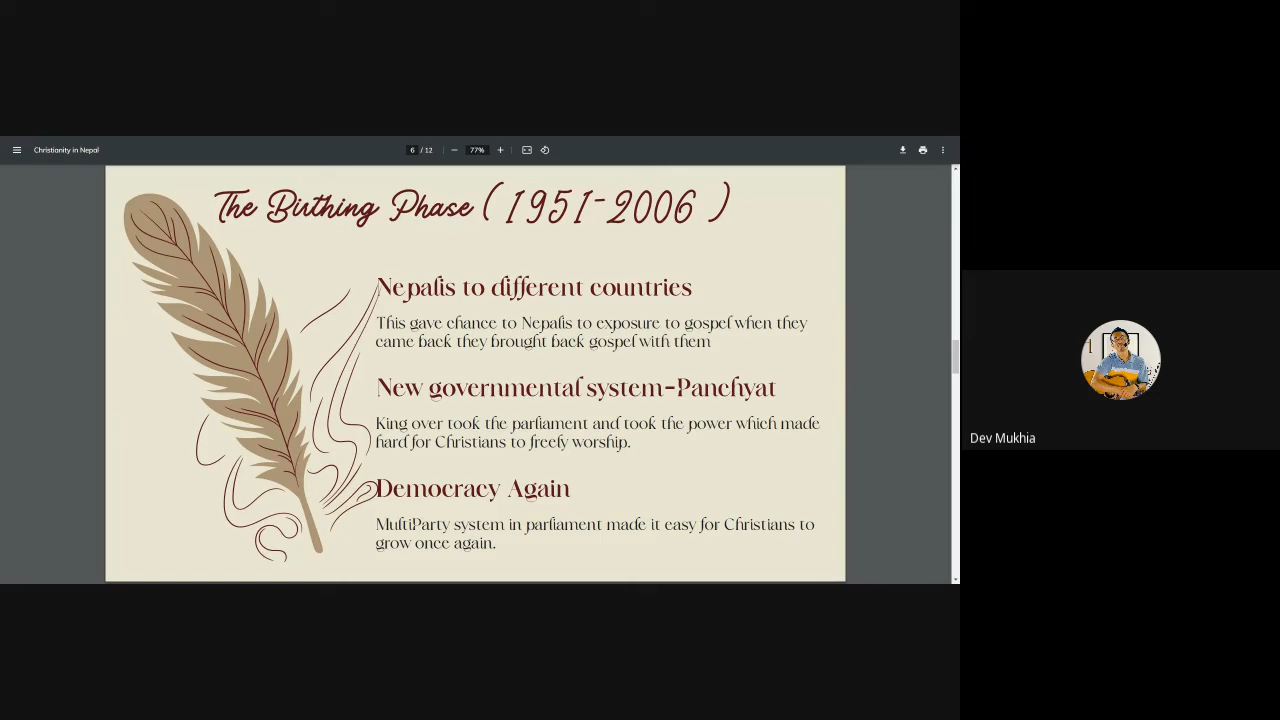 Christianity in Nepal
6 / 12
77%
The Birthing Phase ( 1951-2006 )
Nepalis to different countries
This gave chance to Nepalis to exposure to gospel when they
came back they brought back gospel with them
New governmental system-Panchyat
King over took the parliament and took the power which made
hard for Christians to freely worship.
Democracy Again
MultiParty system in parliament made it easy for Christians to
grow once again.
Dev Mukhia